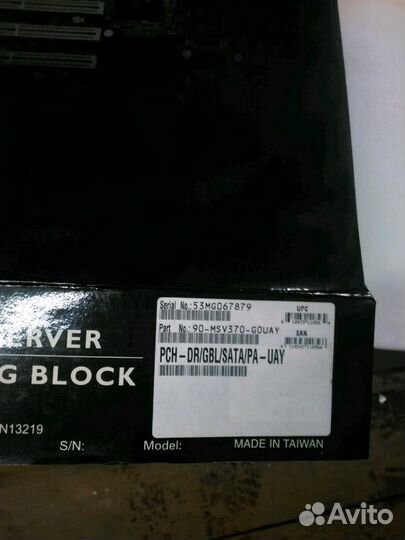 Serial No.: 53MG067879
UPC
Part No.: 90-MSV370-G0UAY
EAN
PCH-DR/GBL/SATA/PA-UAY
ERVER
G BLOCK
N13219
S/N:
Model:
MADE IN TAIWAN
Avito